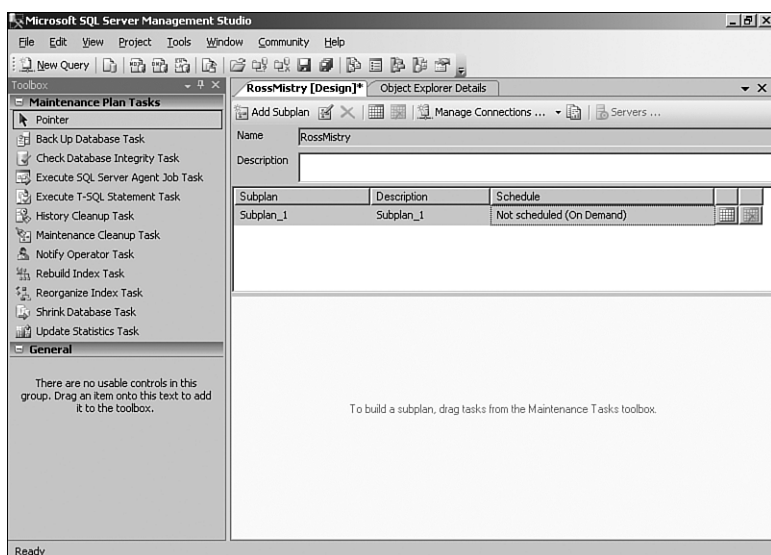 Microsoft SQL Server Management Studio
File Edit View Project Tools Window Community Help
New Query
Toolbox
Maintenance Plan Tasks
Pointer
Back Up Database Task
Check Database Integrity Task
Execute SQL Server Agent Job Task
Execute T-SQL Statement Task
History Cleanup Task
Maintenance Cleanup Task
Notify Operator Task
Rebuild Index Task
Reorganize Index Task
Shrink Database Task
Update Statistics Task
General
There are no usable controls in this
group. Drag an item onto this text to add
it to the toolbox.
RossMistry [Design]* Object Explorer Details
Add Subplan Manage Connections ... Servers ...
Name RossMistry
Description
Subplan Description Schedule
Subplan_1 Subplan_1 Not scheduled (On Demand)
To build a subplan, drag tasks from the Maintenance Tasks toolbox.
Ready